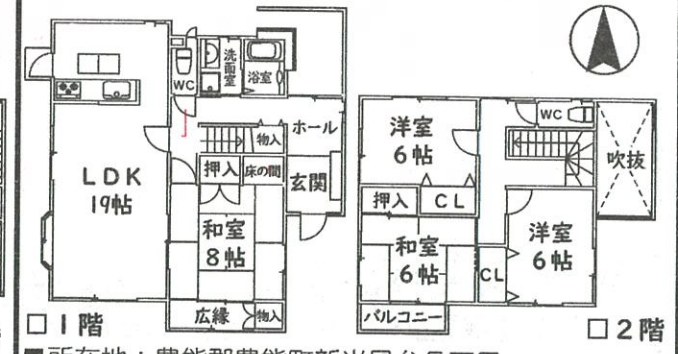 WC
洗面室
浴室
ホール
物入
LDK
19帖
押入
床の間
玄関
和室
8帖
広縁
物入
□1階
洋室
6帖
WC
吹抜
押入
CL
和室
6帖
CL
洋室
6帖
バルコニー
□2階